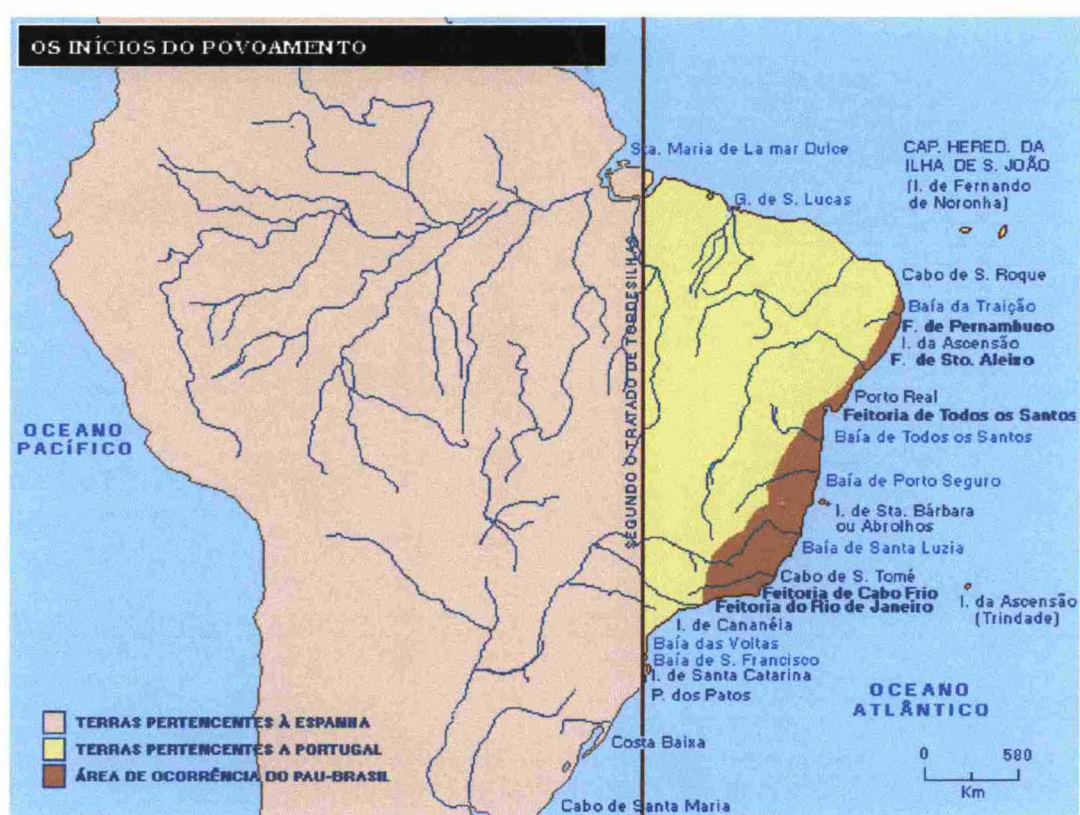 OS INÍCIOS DO POVOAMENTO
Sta. Maria de La mar Dulce
CAP. HERED. DA
ILHA DE S. JOÃO
(I. de Fernando
de Noronha)
G. de S. Lucas
Cabo de S. Roque
Baía da Traição
F. de Pernambuco
I. da Ascensão
F. de Sto. Aleixo
Porto Real
Feitoria de Todos os Santos
Baía de Todos os Santos
SEGUNDO O TRATADO DE TORDESILHAS
OCEANO
PACÍFICO
Baía de Porto Seguro
I. de Sta. Bárbara
ou Abrolhos
Baía de Santa Luzia
Cabo de S. Tomé
Feitoria de Cabo Frio
Feitoria do Rio de Janeiro
I. da Ascensão
(Trindade)
I. de Cananéia
Baía das Voltas
Baía de S. Francisco
I. de Santa Catarina
P. dos Patos
OCEANO
ATLÂNTICO
TERRAS PERTENCENTES À ESPANHA
TERRAS PERTENCENTES A PORTUGAL
ÁREA DE OCORRÊNCIA DO PAU-BRASIL
Costa Baixa
0 580
Km
Cabo de Santa Maria